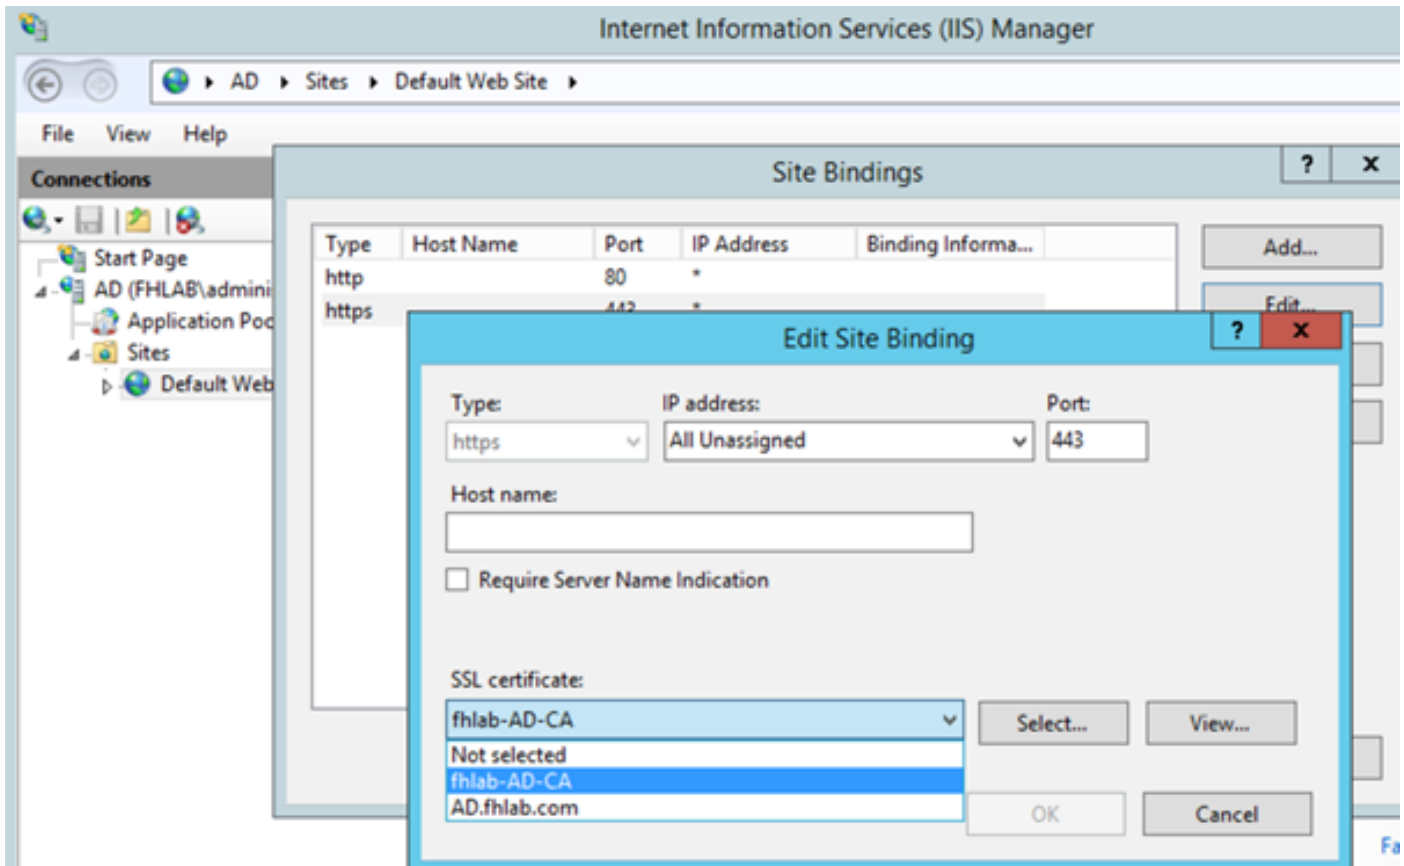 Internet Information Services (IIS) Manager
AD Sites Default Web Site
File View Help
Connections
Site Bindings
? x
Start Page
AD (FHLAB\admini
Application Poo
Sites
Default Web
Type Host Name Port IP Address Binding Informa...
http 80 *
https 443 *
Add...
Edit...
Edit Site Binding
? x
Type: IP address: Port:
https All Unassigned 443
Host name:
Require Server Name Indication
SSL certificate:
fhlab-AD-CA Select... View...
Not selected
fhlab-AD-CA
AD.fhlab.com
OK Cancel
Fa